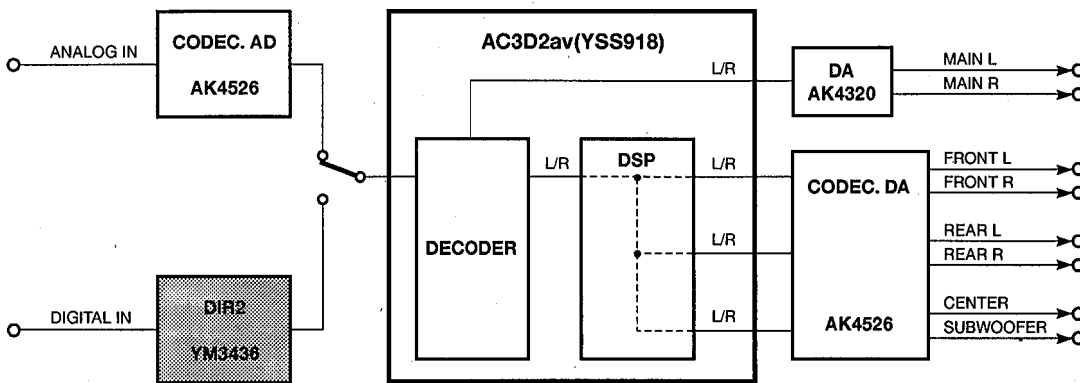 ANALOG IN
CODEC. AD
AK4526
DIGITAL IN
DIR2
YM3436
AC3D2av(YSS918)
DECODER
L/R
L/R
DSP
L/R
L/R
L/R
DA
AK4320
MAIN L
MAIN R
CODEC. DA
AK4526
FRONT L
FRONT R
REAR L
REAR R
CENTER
SUBWOOFER